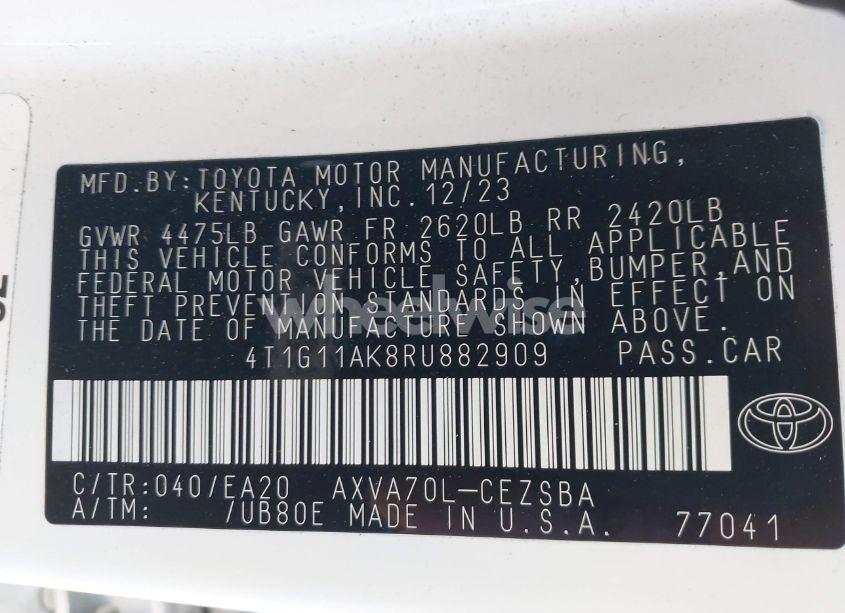 MFD.BY:TOYOTA MOTOR MANUFACTURING,
KENTUCKY,INC.12/23
GVWR 4475LB GAWR FR 2620LB RR 2420LB
THIS VEHICLE CONFORMS TO ALL APPLICABLE
FEDERAL MOTOR VEHICLE SAFETY,BUMPER,AND
THEFT PREVENTION STANDARDS IN EFFECT ON
THE DATE OF MANUFACTURE SHOWN ABOVE.
wheelwise
4T1G11AK8RU882909 PASS.CAR
C/TR:040/EA20 AXVA70L-CEZSBA
A/TM: /UB80E MADE IN U.S.A. 77041